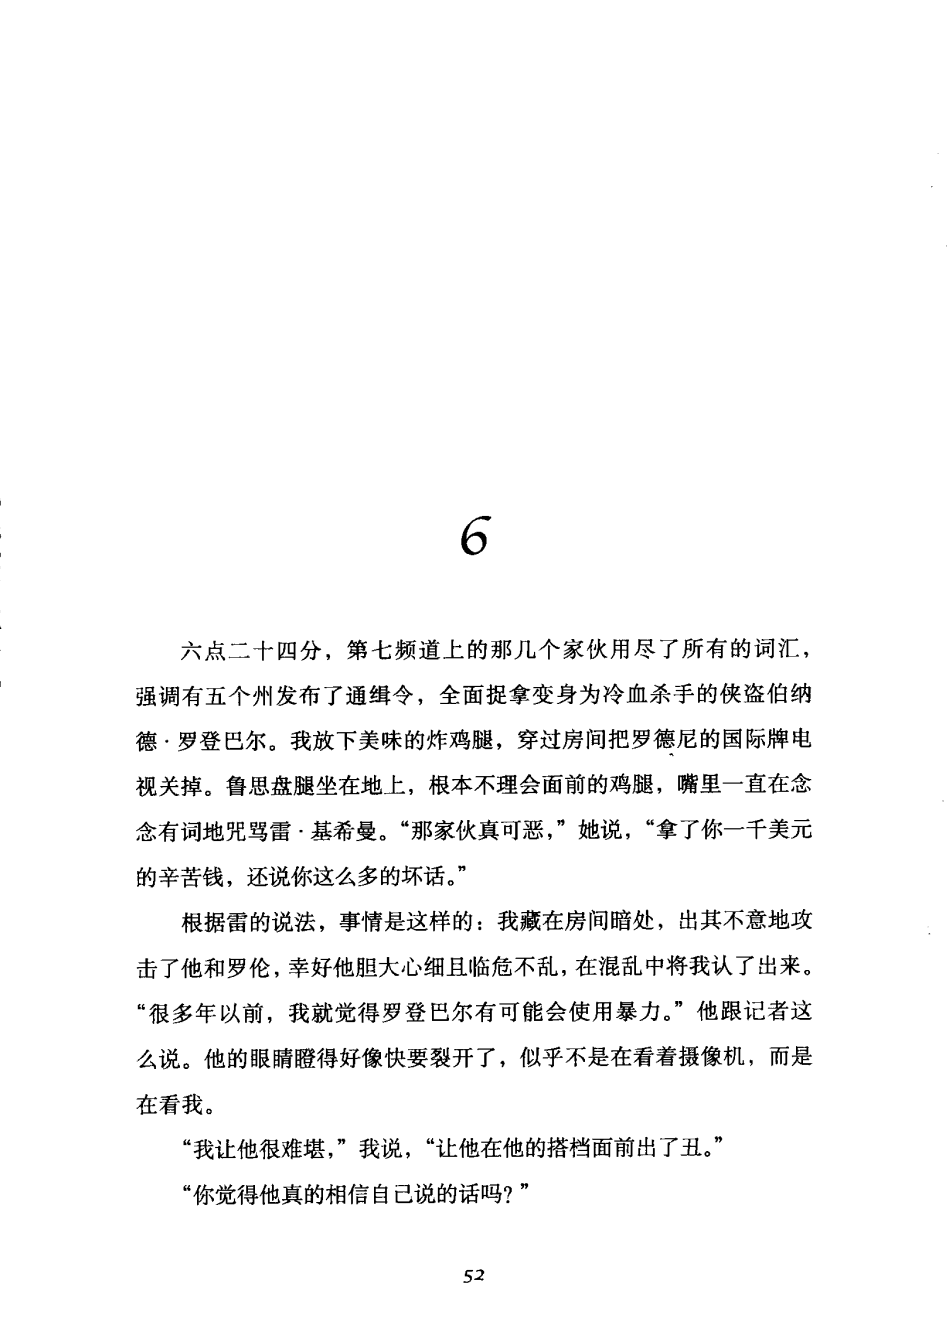 6
六点二十四分，第七频道上的那几个家伙用尽了所有的词汇，
强调有五个州发布了通缉令，全面捉拿变身为冷血杀手的侠盗伯纳
德·罗登巴尔。我放下美味的炸鸡腿，穿过房间把罗德尼的国际牌电
视关掉。鲁思盘腿坐在地上，根本不理会面前的鸡腿，嘴里一直在念
念有词地咒骂雷·基希曼。“那家伙真可恶，”她说，“拿了你一千美元
的辛苦钱，还说你这么多的坏话。”
根据雷的说法，事情是这样的：我藏在房间暗处，出其不意地攻
击了他和罗伦，幸好他胆大心细且临危不乱，在混乱中将我认了出来。
“很多年以前，我就觉得罗登巴尔有可能会使用暴力。”他跟记者这
么说。他的眼睛瞪得好像快要裂开了，似乎不是在看着摄像机，而是
在看我。
“我让他很难堪，”我说，“让他在他的搭档面前出了丑。”
“你觉得他真的相信自己说的话吗？”
52